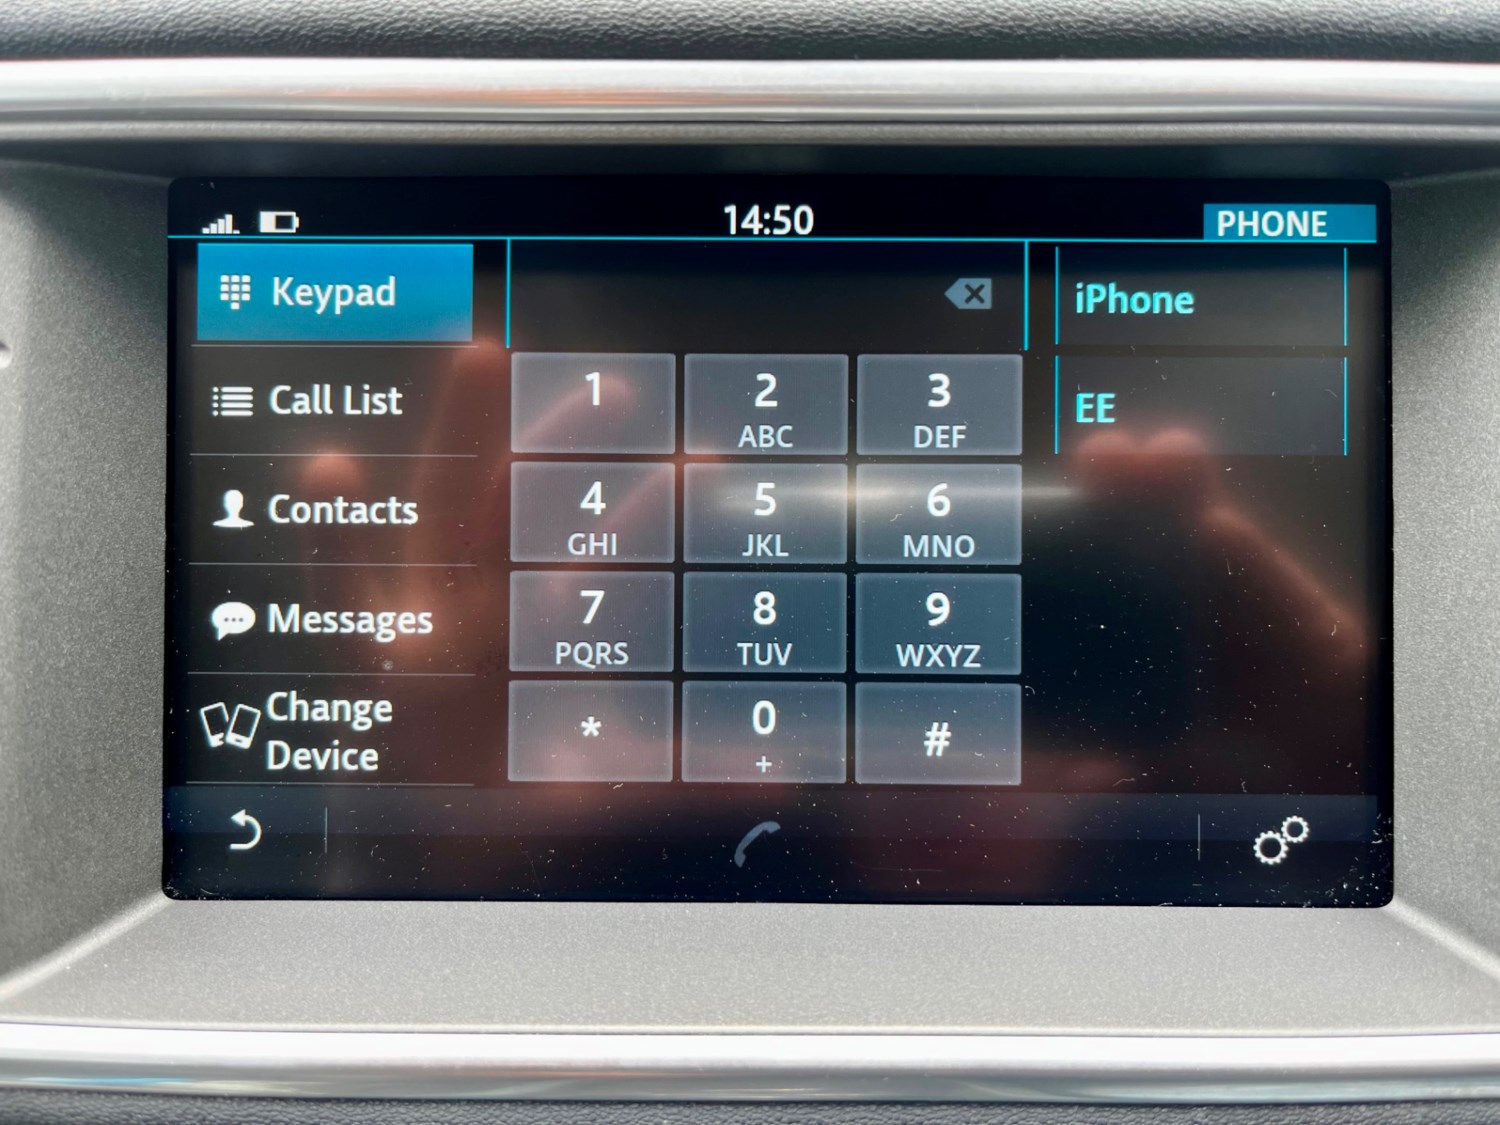 14:50
PHONE
Keypad
Call List
Contacts
Messages
Change
Device
1
2
ABC
3
DEF
4
GHI
5
JKL
6
MNO
7
PQRS
8
TUV
9
WXYZ
*
0
+
#
iPhone
EE